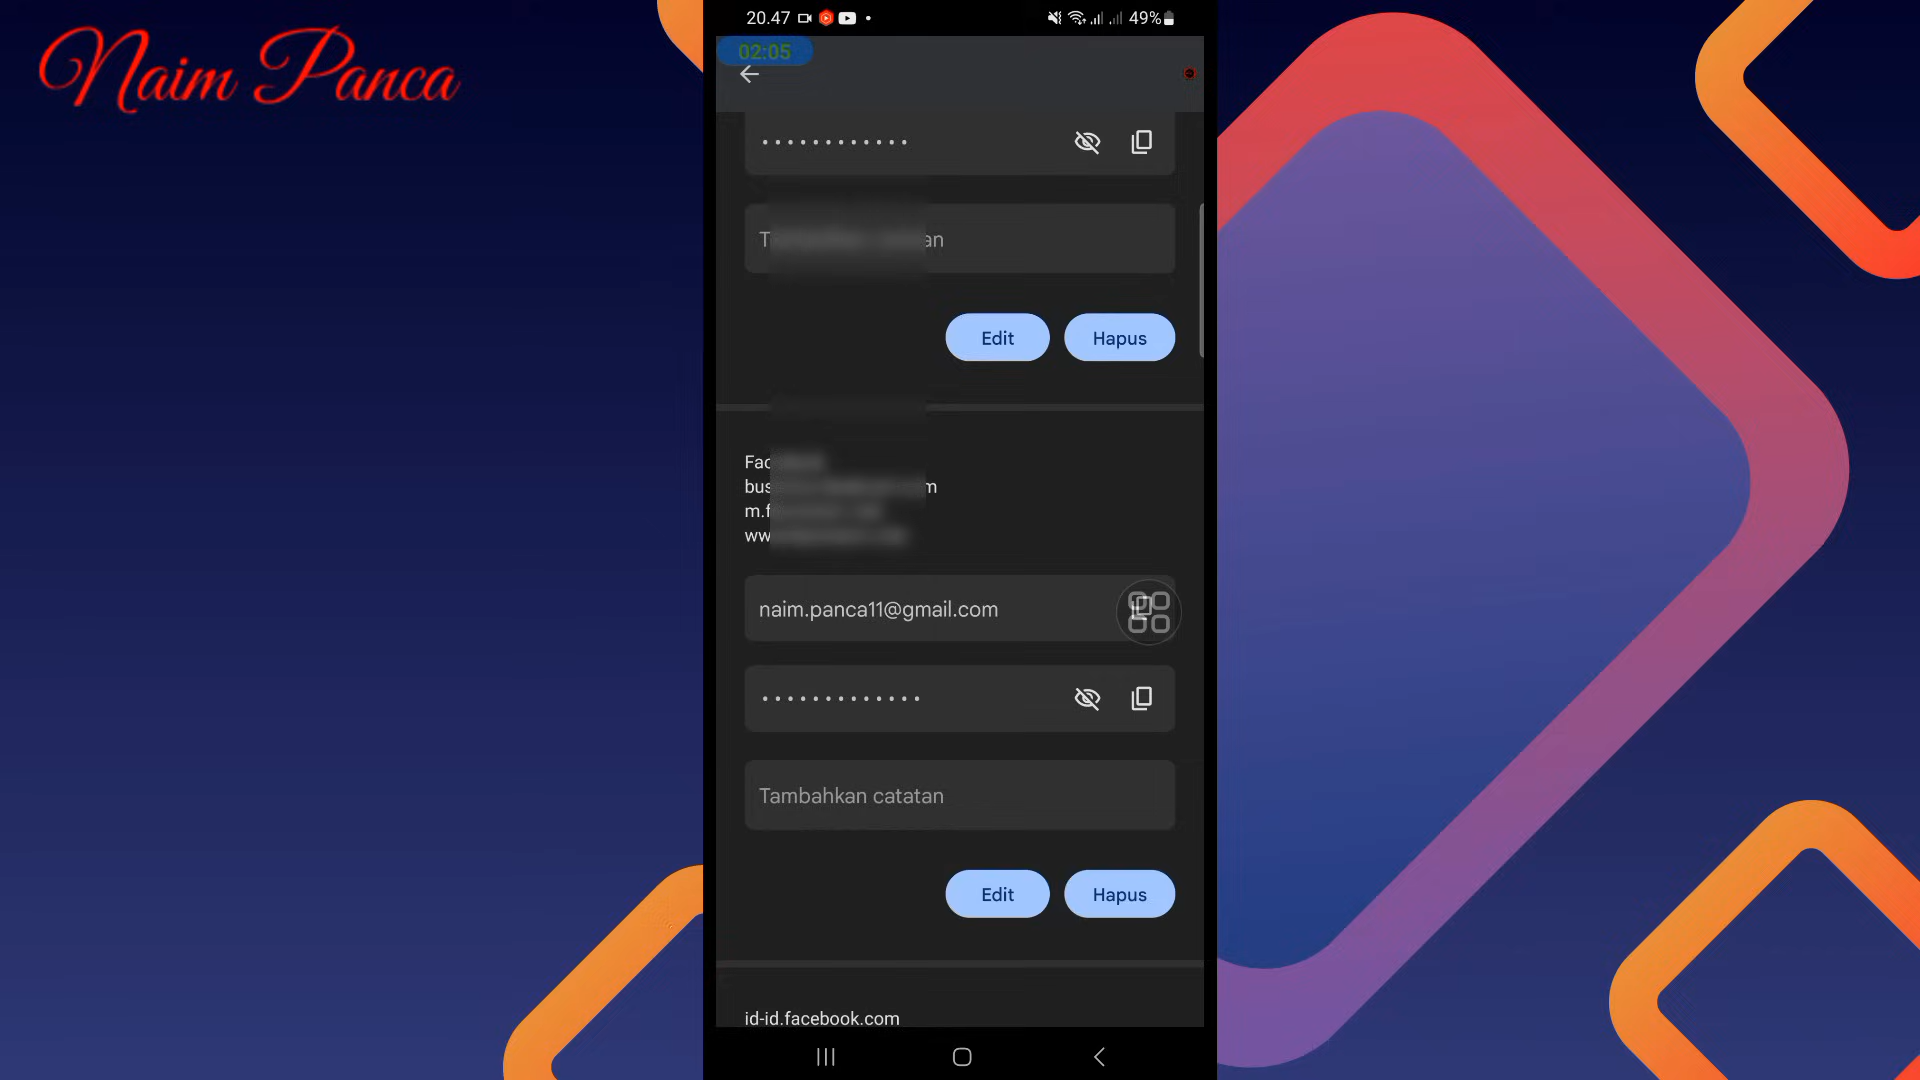 Naim Panca
20.47
49%
02:05
Edit
Hapus
naim.panca11@gmail.com
Tambahkan catatan
Edit
Hapus
id-id.facebook.com